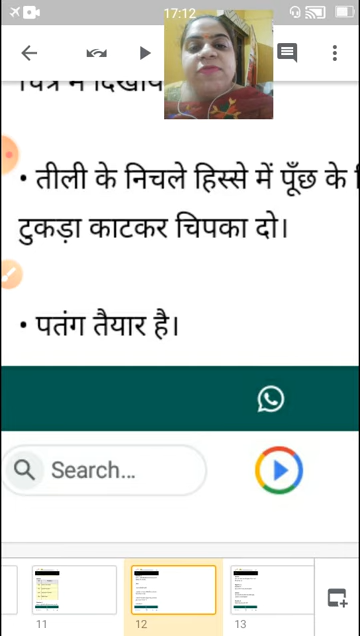 17:12
चित्र में दिखाए
• तीली के निचले हिस्से में पूँछ के
टुकड़ा काटकर चिपका दो।
• पतंग तैयार है।
Search...
11
12
13